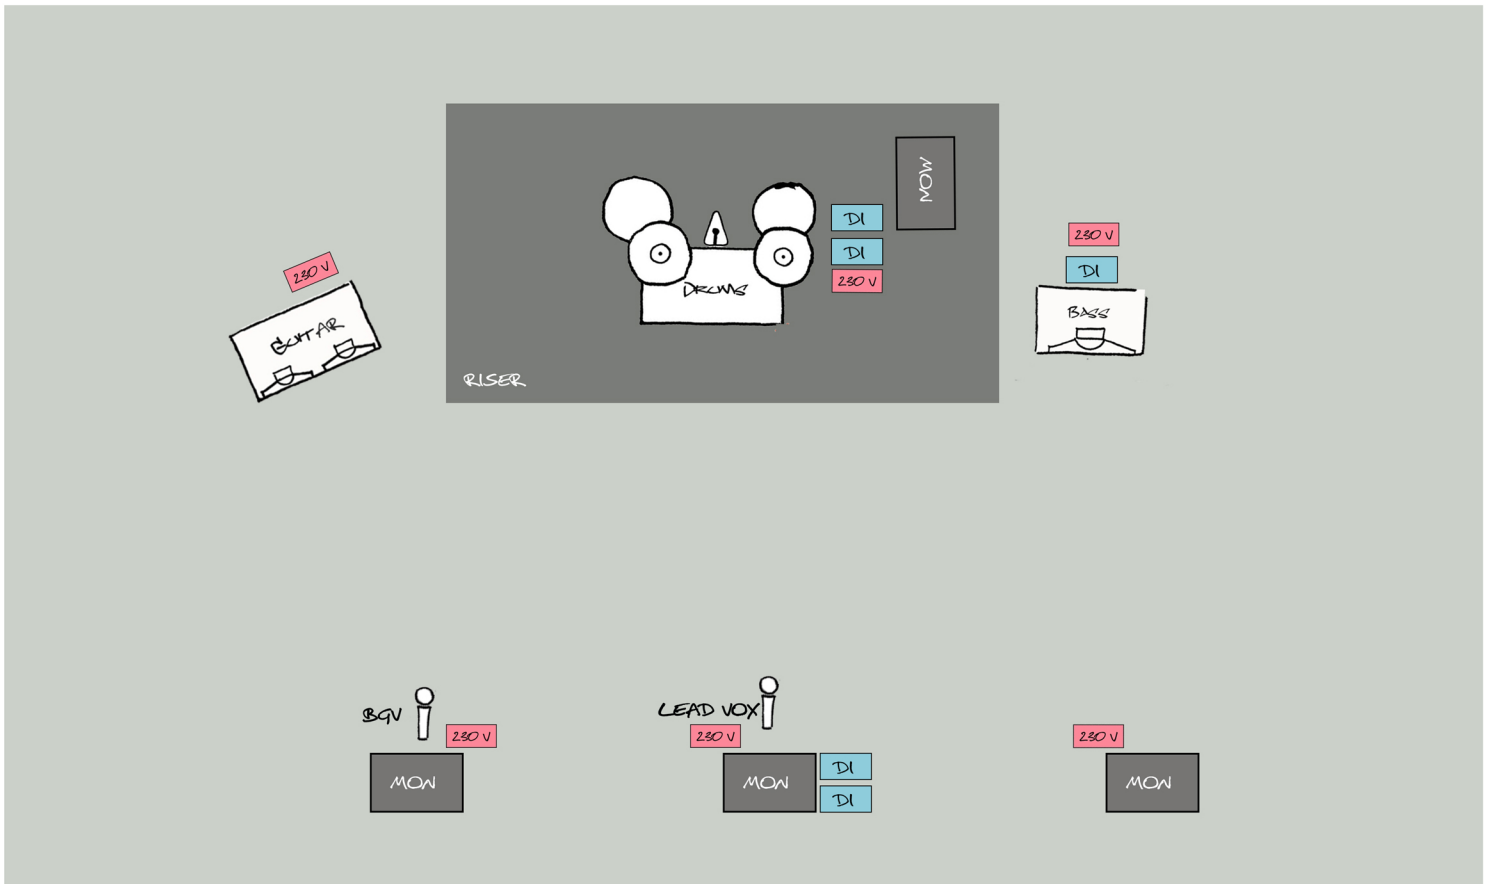 MON
DI
230 V
DI
DI
230 V
230 V
DI
BASS
GUITAR
DRUMS
RISER
BGV
LEAD VOX
230 V
230 V
230 V
MON
MON
DI
DI
MON